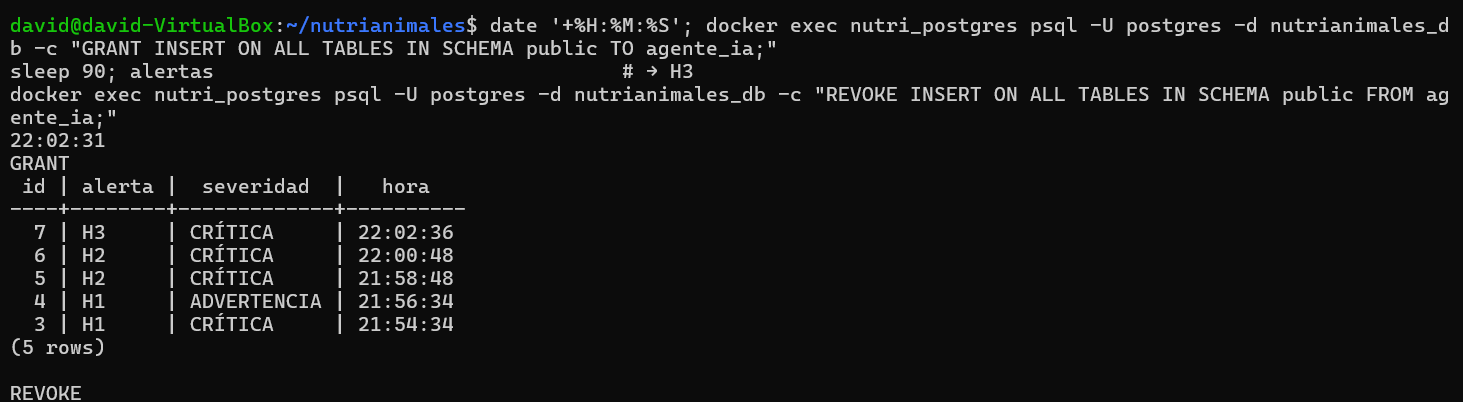 david@david-VirtualBox:~/nutrianimales$ date '+%H:%M:%S'; docker exec nutri_postgres psql -U postgres -d nutrianimales_d
b -c "GRANT INSERT ON ALL TABLES IN SCHEMA public TO agente_ia;"
sleep 90; alertas                                  # → H3
docker exec nutri_postgres psql -U postgres -d nutrianimales_db -c "REVOKE INSERT ON ALL TABLES IN SCHEMA public FROM ag
ente_ia;"
22:02:31
GRANT
 id | alerta |  severidad  |   hora
----+--------+-------------+----------
  7 | H3     | CRÍTICA     | 22:02:36
  6 | H2     | CRÍTICA     | 22:00:48
  5 | H2     | CRÍTICA     | 21:58:48
  4 | H1     | ADVERTENCIA | 21:56:34
  3 | H1     | CRÍTICA     | 21:54:34
(5 rows)
REVOKE